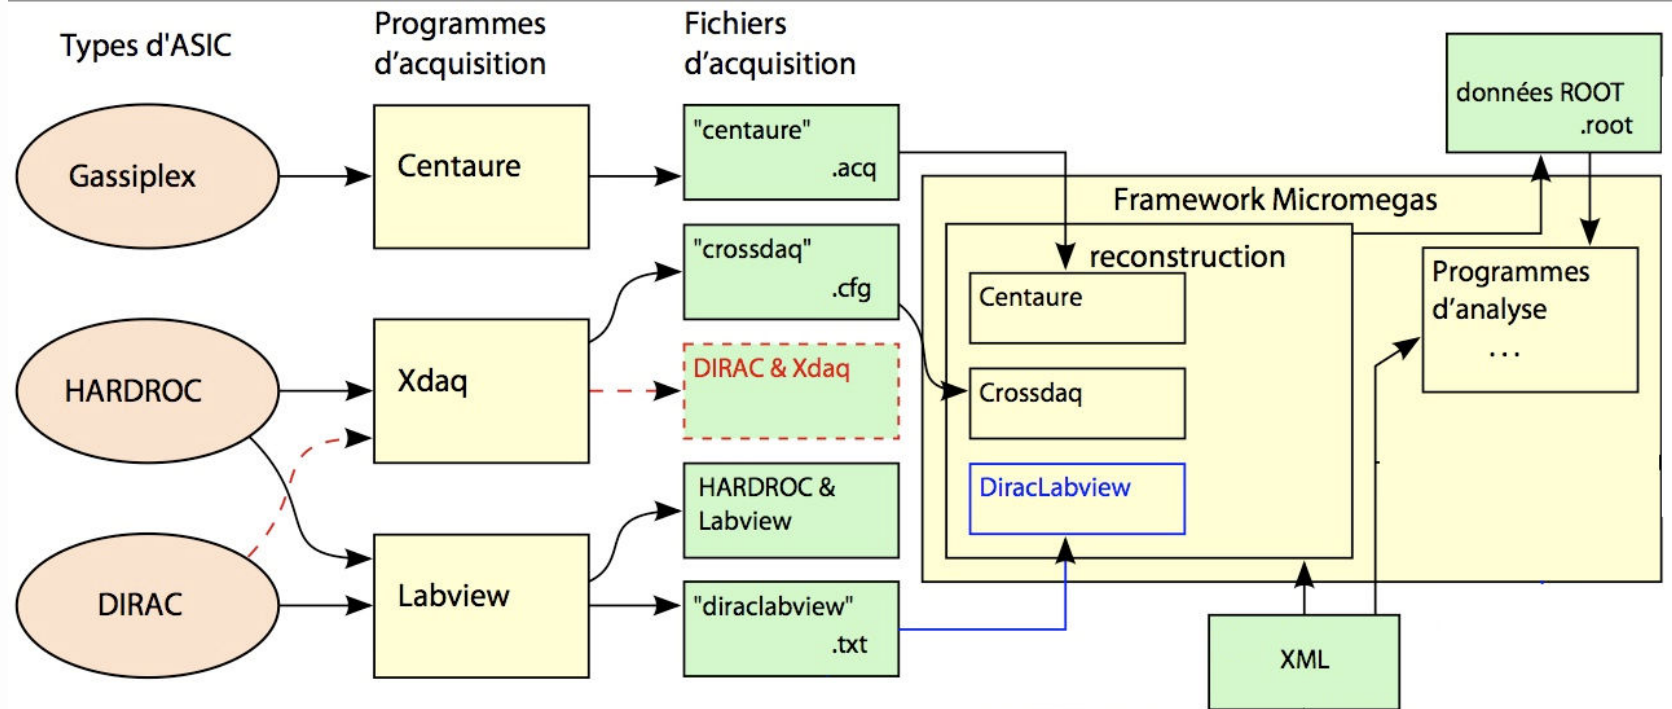 Types d'ASIC
Programmes
d’acquisition
Fichiers
d’acquisition
Gassiplex
HARDROC
DIRAC
Centaure
Xdaq
Labview
"centaure"
.acq
"crossdaq"
.cfg
DIRAC & Xdaq
HARDROC &
Labview
"diraclabview"
.txt
Framework Micromegas
reconstruction
Centaure
Crossdaq
DiracLabview
données ROOT
.root
Programmes
d’analyse
...
XML